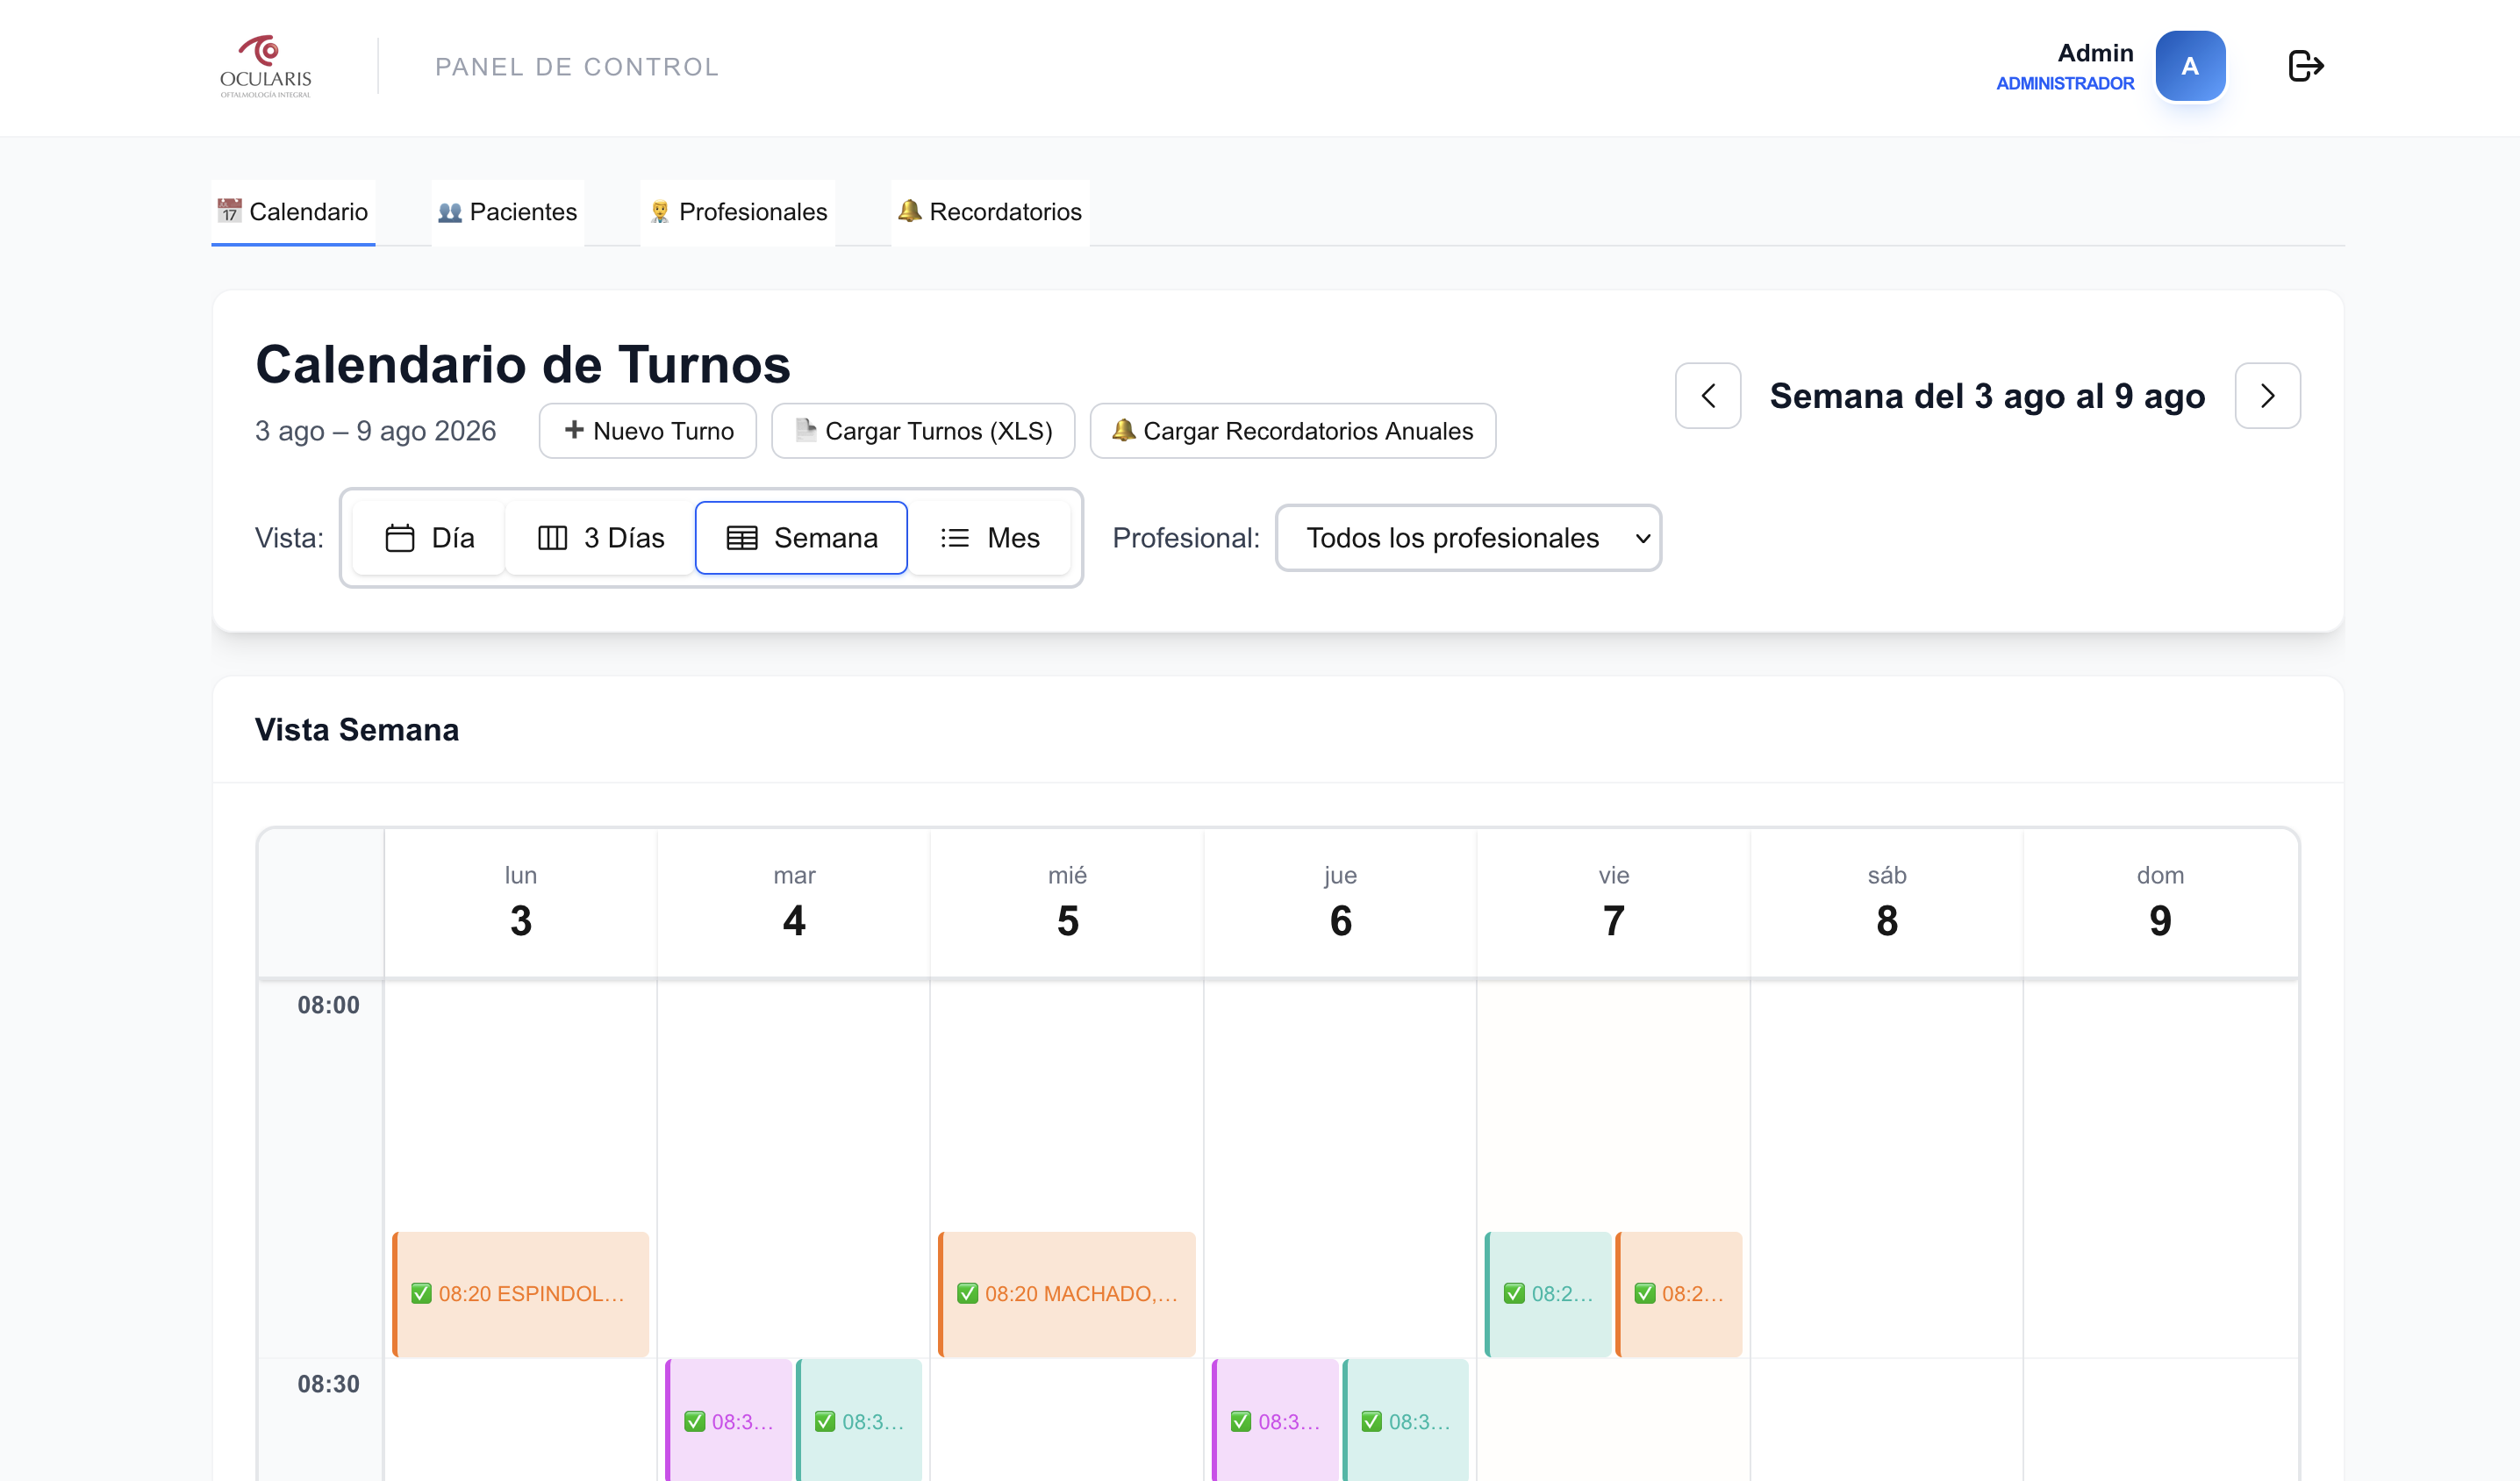 OCULARIS
OFTALMOLOGÍA INTEGRAL
PANEL DE CONTROL
Admin
ADMINISTRADOR
A
17 Calendario
Pacientes
Profesionales
Recordatorios
Calendario de Turnos
3 ago – 9 ago 2026
Nuevo Turno
Cargar Turnos (XLS)
Cargar Recordatorios Anuales
Semana del 3 ago al 9 ago
Vista:
Día
3 Días
Semana
Mes
Profesional:
Todos los profesionales
Vista Semana
lun
3
mar
4
mié
5
jue
6
vie
7
sáb
8
dom
9
08:00
✅ 08:20 ESPINDOL…
✅ 08:20 MACHADO,…
✅ 08:2…
✅ 08:2…
08:30
✅ 08:3…
✅ 08:3…
✅ 08:3…
✅ 08:3…